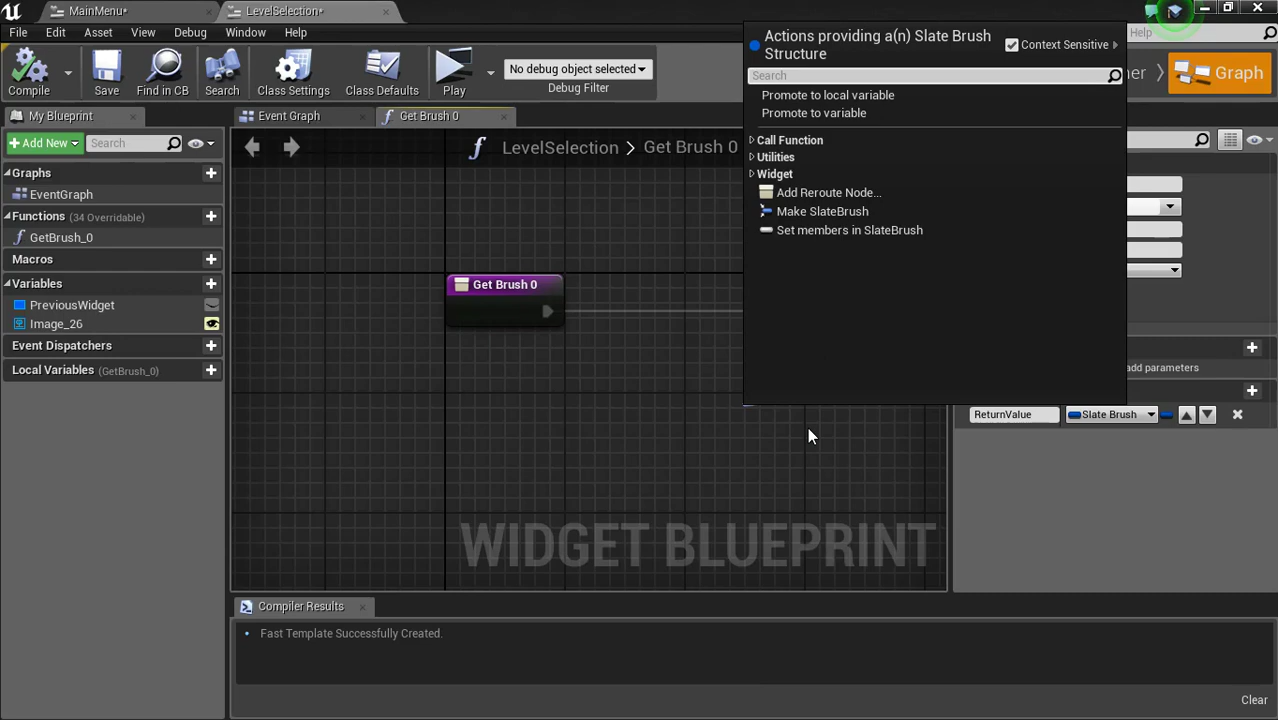 MainMenu*
LevelSelection*
File
Edit
Asset
View
Debug
Window
Help
Help
Compile
Save
Find in CB
Search
Class Settings
Class Defaults
Play
No debug object selected
Debug Filter
Graph
Actions providing a(n) Slate Brush
Structure
Context Sensitive
Search
Promote to local variable
Promote to variable
Call Function
Utilities
Widget
Add Reroute Node...
Make SlateBrush
Set members in SlateBrush
My Blueprint
Add New
Search
Graphs
EventGraph
Functions (34 Overridable)
GetBrush_0
Macros
Variables
PreviousWidget
Image_26
Event Dispatchers
Local Variables (GetBrush_0)
Event Graph
Get Brush 0
LevelSelection > Get Brush 0
Get Brush 0
WIDGET BLUEPRINT
add parameters
ReturnValue
Slate Brush
Compiler Results
Fast Template Successfully Created.
Clear